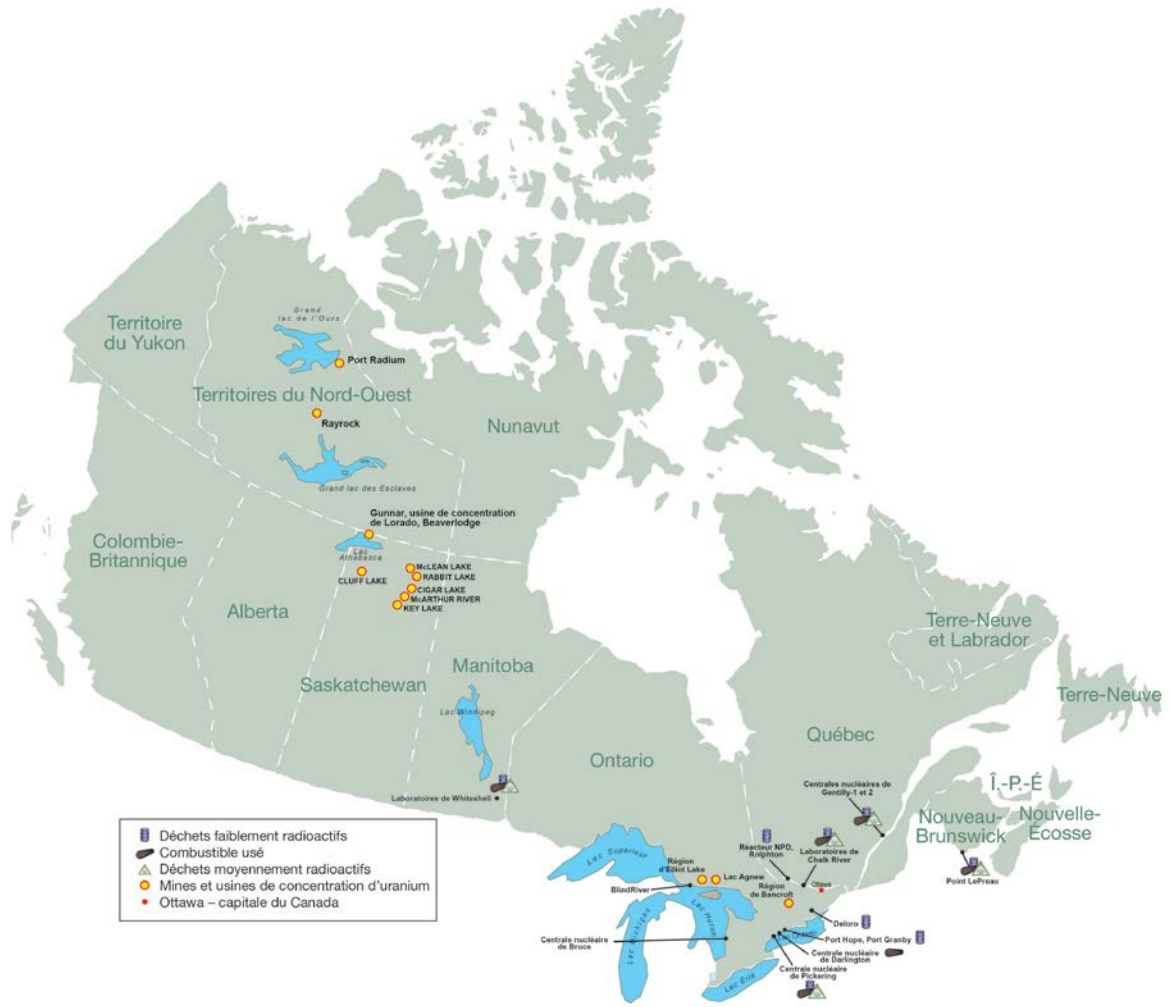 Grand
lac de l'Ours
Territoire
du Yukon
Port Radium
Territoires du Nord-Ouest
Rayrock
Nunavut
Grand lac des Esclaves
Gunnar, usine de concentration
de Lorado, Beaverlodge
Colombie-
Britannique
Lac
Athabasca
McLEAN LAKE
RABBIT LAKE
CLUFF LAKE
CIGAR LAKE
McARTHUR RIVER
KEY LAKE
Alberta
Terre-Neuve
et Labrador
Manitoba
Saskatchewan
Terre-Neuve
Lac Winnipeg
Québec
Ontario
Centrales nucléaires de
Gentilly-1 et 2
Î.-P.-É
Laboratoires de Whiteshell
Nouveau-
Brunswick
Nouvelle-
Écosse
Déchets faiblement radioactifs
Combustible usé
Déchets moyennement radioactifs
Mines et usines de concentration d'uranium
Ottawa – capitale du Canada
Lac Supérieur
Réacteur NPD,
Rolphton
Laboratoires de
Chalk River
Région
d'Elliot Lake
Lac Agnew
Point LePreau
BlindRiver
Région
de Bancroft
Ottawa
Lac Michigan
Lac Huron
Deloro
Lac Ontario
Port Hope, Port Granby
Centrale nucléaire
de Bruce
Centrale nucléaire
de Darlington
Centrale nucléaire
de Pickering
Lac Érié